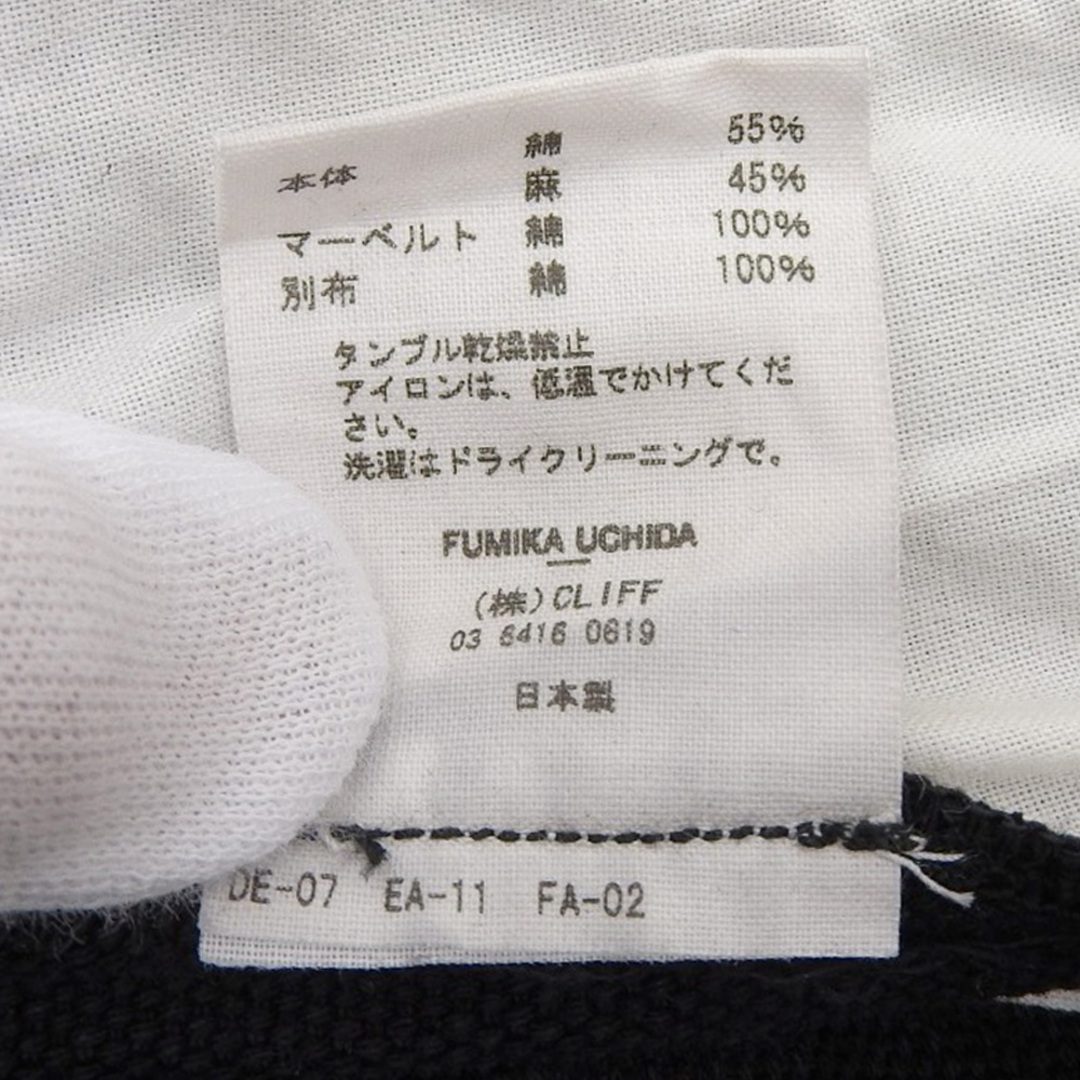 本体 綿 55%
麻 45%
マーベルト 綿 100%
別布 綿 100%
タンブル乾燥禁止
アイロンは、低温でかけてくだ
さい。
洗濯はドライクリーニングで。
FUMIKA_UCHIDA
(株)CLIFF
03 6416 0619
日本製
DE-07 EA-11 FA-02